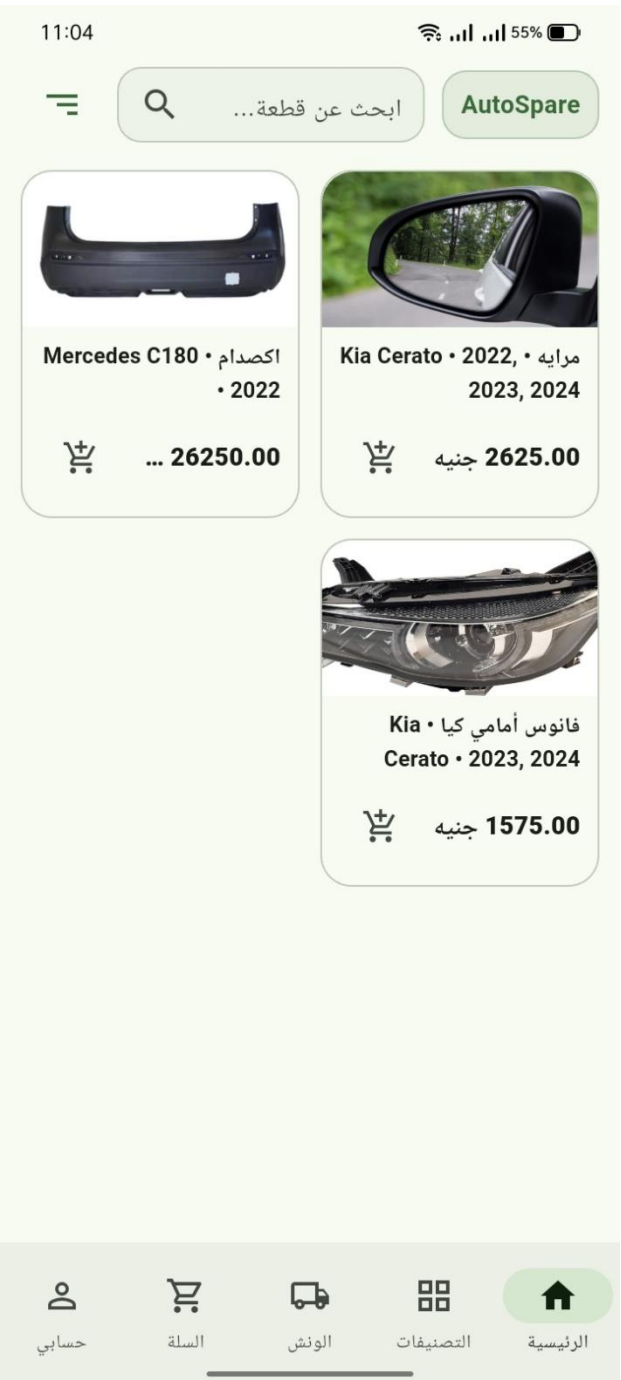 11:04
55%
AutoSpare
ابحث عن قطعة...
مرايه • Kia Cerato • 2022,
2023, 2024
2625.00 جنيه
اكصدام • Mercedes C180
• 2022
26250.00 ...
فانوس أمامي كيا • Kia
Cerato • 2023, 2024
1575.00 جنيه
الرئيسية
التصنيفات
الونش
السلة
حسابي